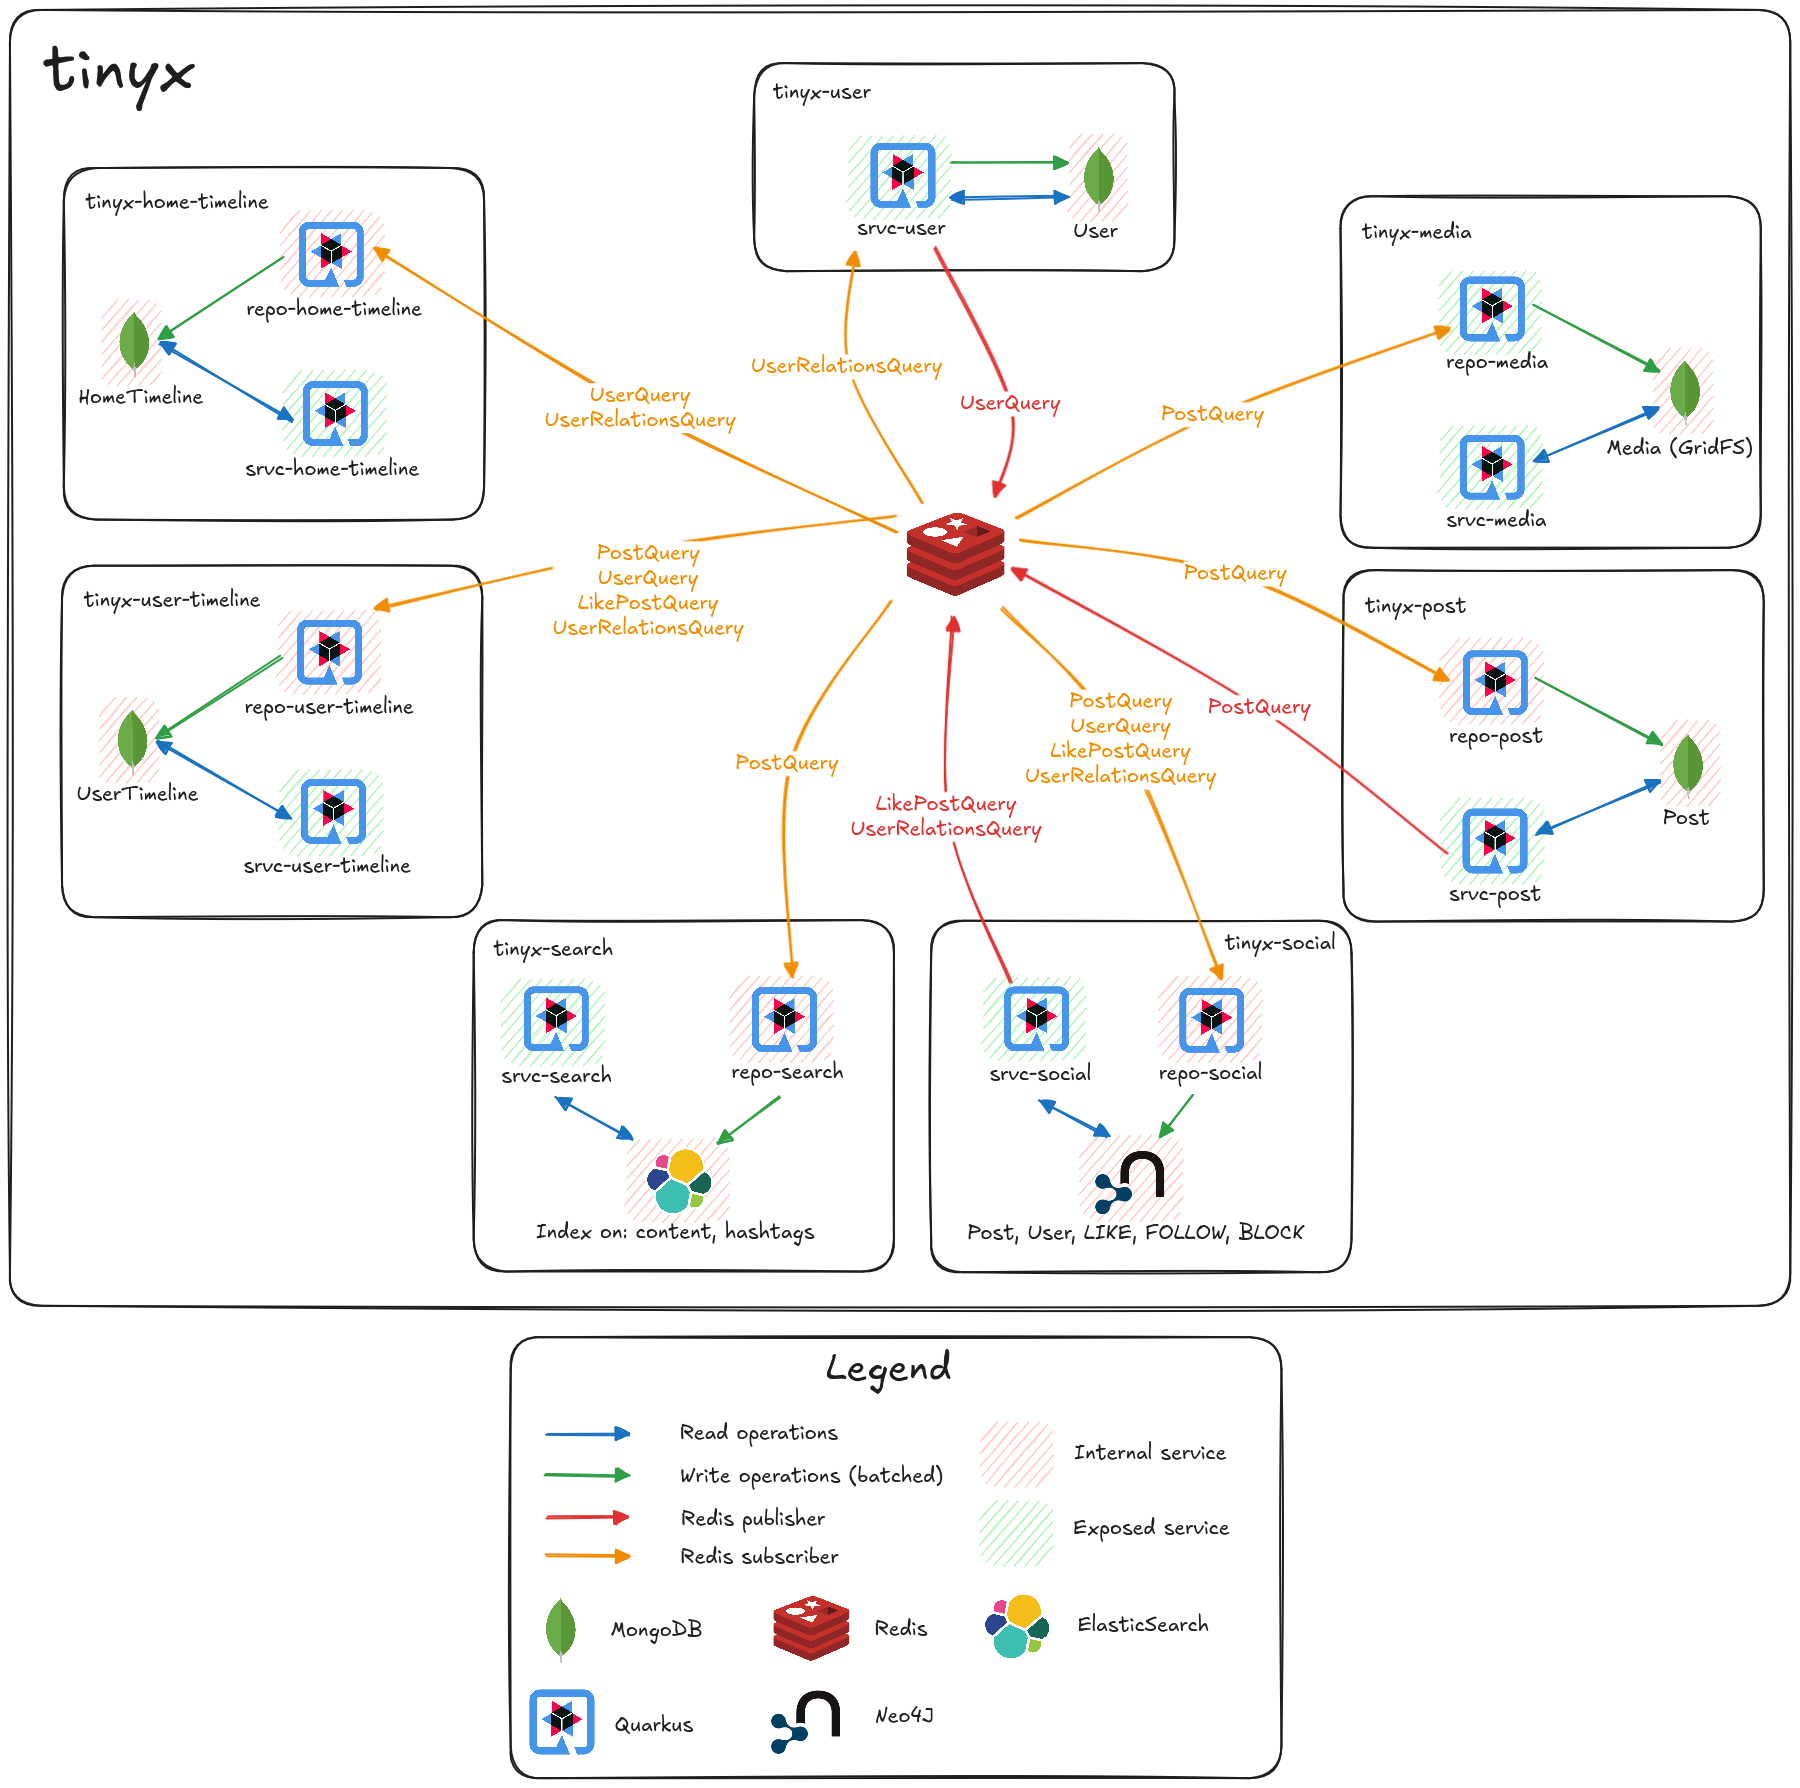 tinyx
tinyx-user
srvc-user
User
tinyx-home-timeline
repo-home-timeline
HomeTimeline
srvc-home-timeline
tinyx-media
repo-media
Media (GridFS)
srvc-media
UserRelationsQuery
UserQuery
UserQuery
UserRelationsQuery
PostQuery
PostQuery
UserQuery
LikePostQuery
UserRelationsQuery
PostQuery
tinyx-user-timeline
repo-user-timeline
UserTimeline
srvc-user-timeline
tinyx-post
repo-post
Post
srvc-post
PostQuery
PostQuery
UserQuery
LikePostQuery
UserRelationsQuery
PostQuery
LikePostQuery
UserRelationsQuery
tinyx-search
srvc-search
repo-search
Index on: content, hashtags
tinyx-social
srvc-social
repo-social
Post, User, LIKE, FOLLOW, BLOCK
Legend
Read operations
Write operations (batched)
Redis publisher
Redis subscriber
Internal service
Exposed service
MongoDB
Redis
ElasticSearch
Quarkus
Neo4J